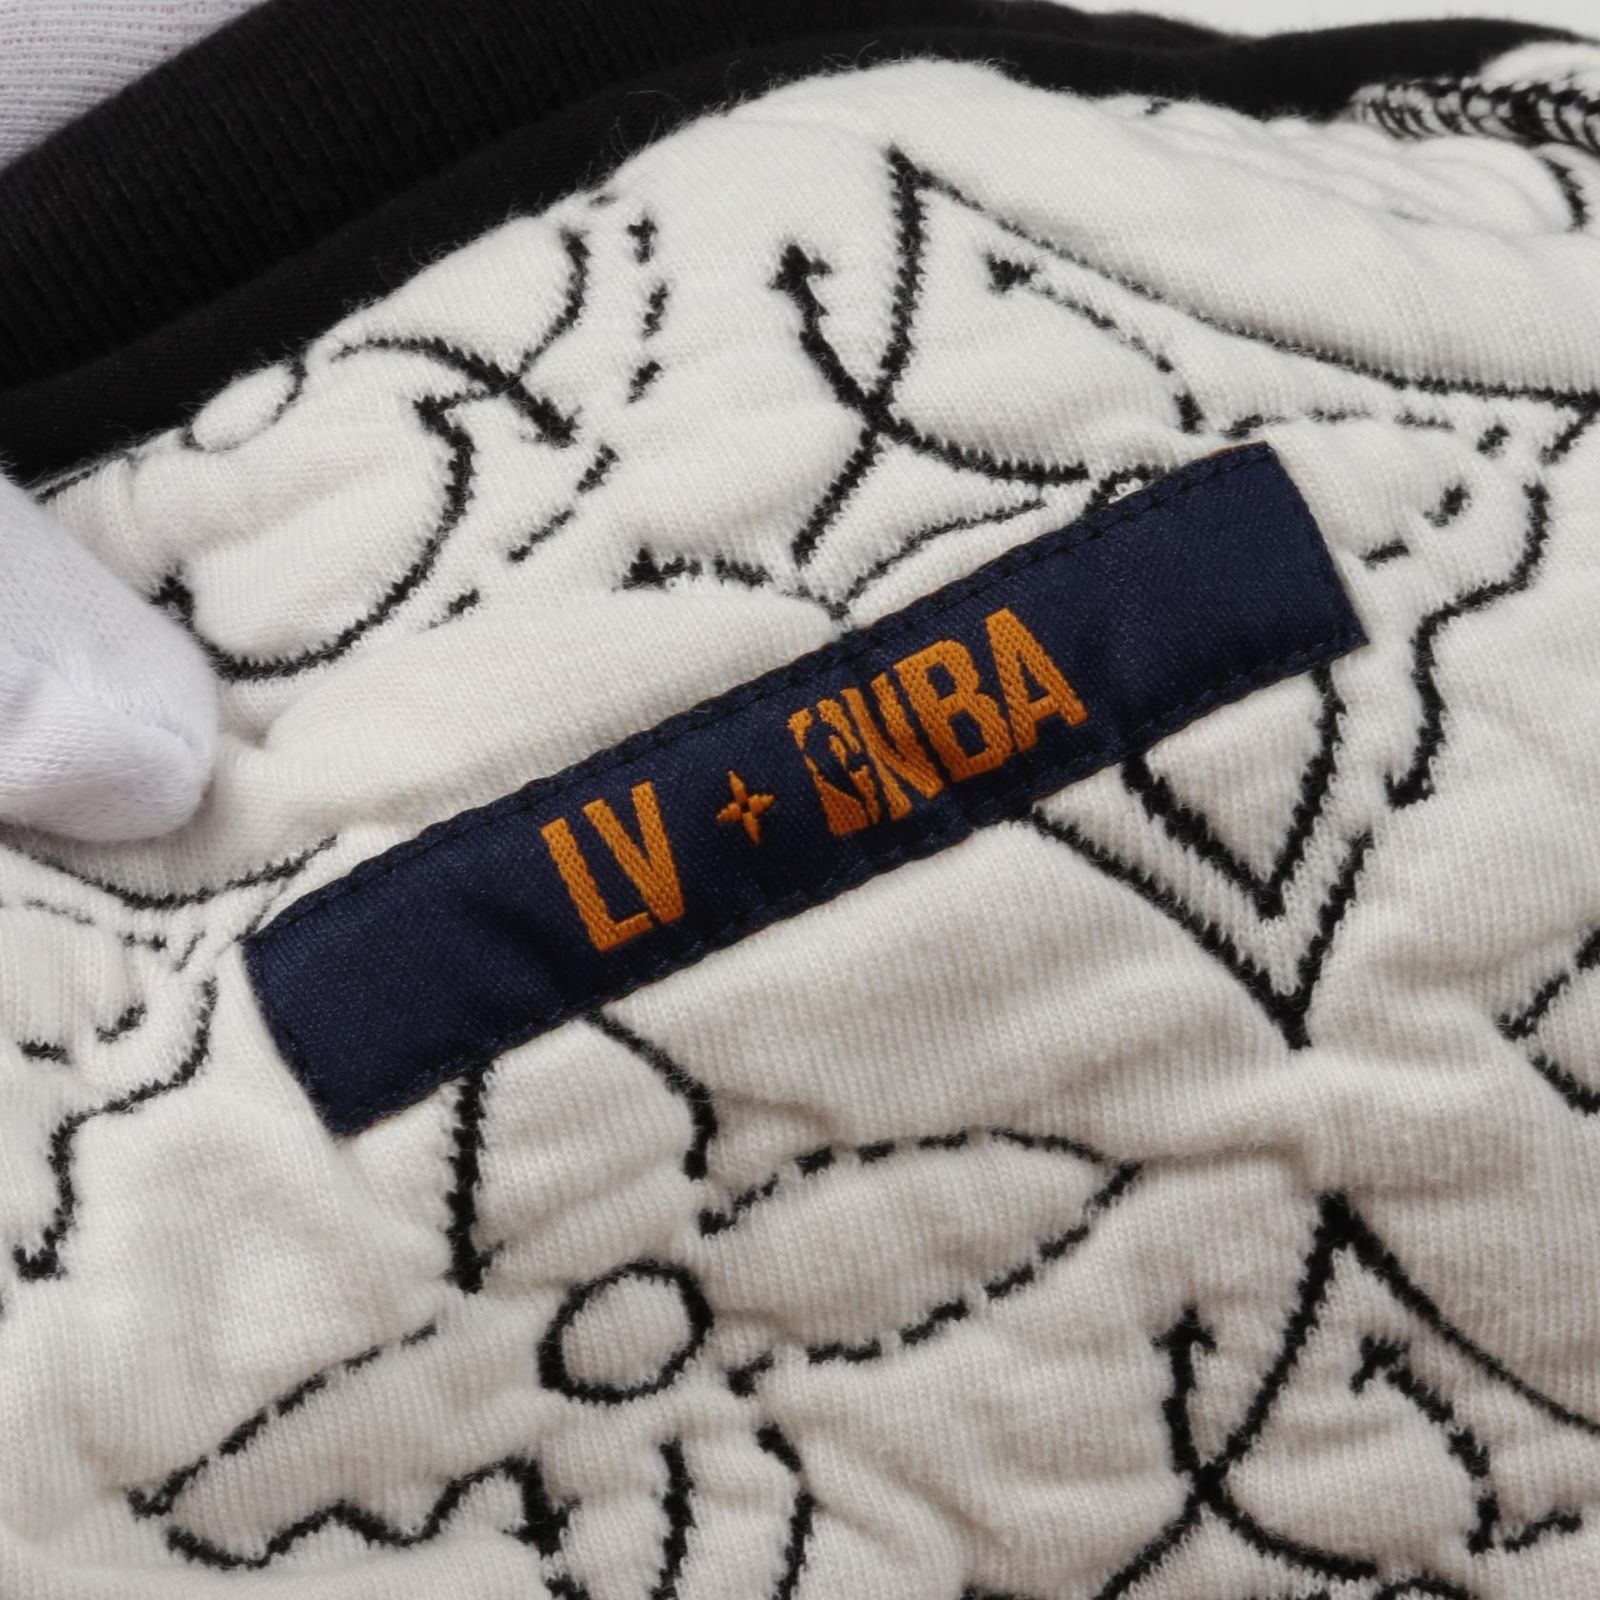 LV + NBA